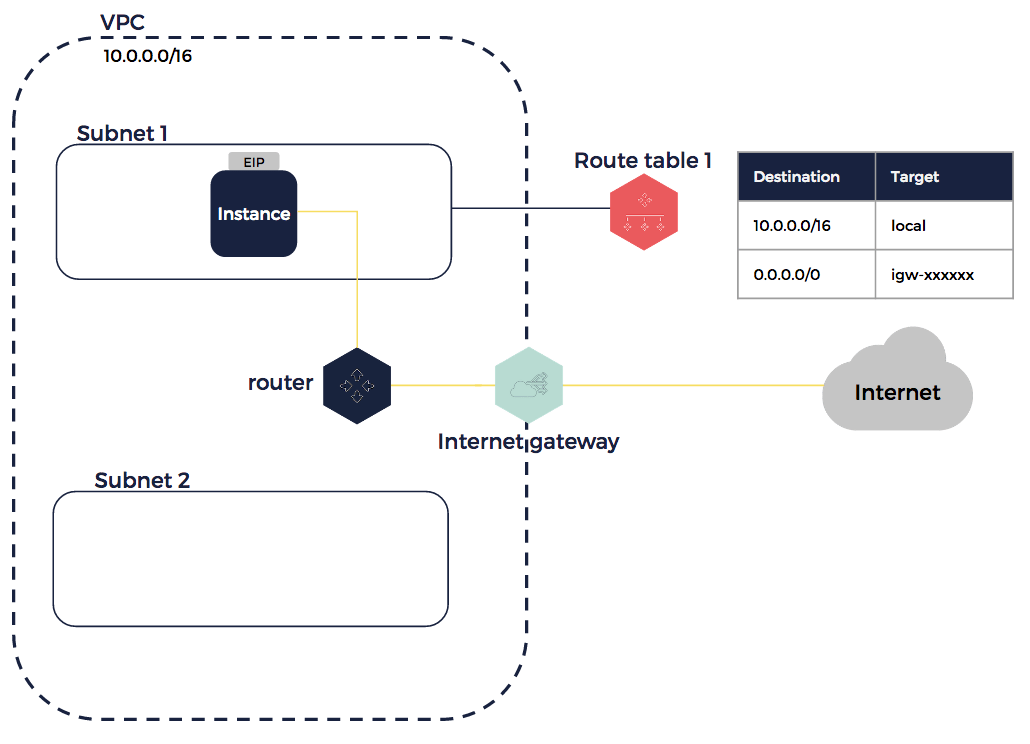 VPC
10.0.0.0/16
Subnet 1
EIP
Instance
Route table 1
Destination Target
10.0.0.0/16 local
0.0.0.0/0 igw-xxxxxx
router
Internet gateway
Internet
Subnet 2